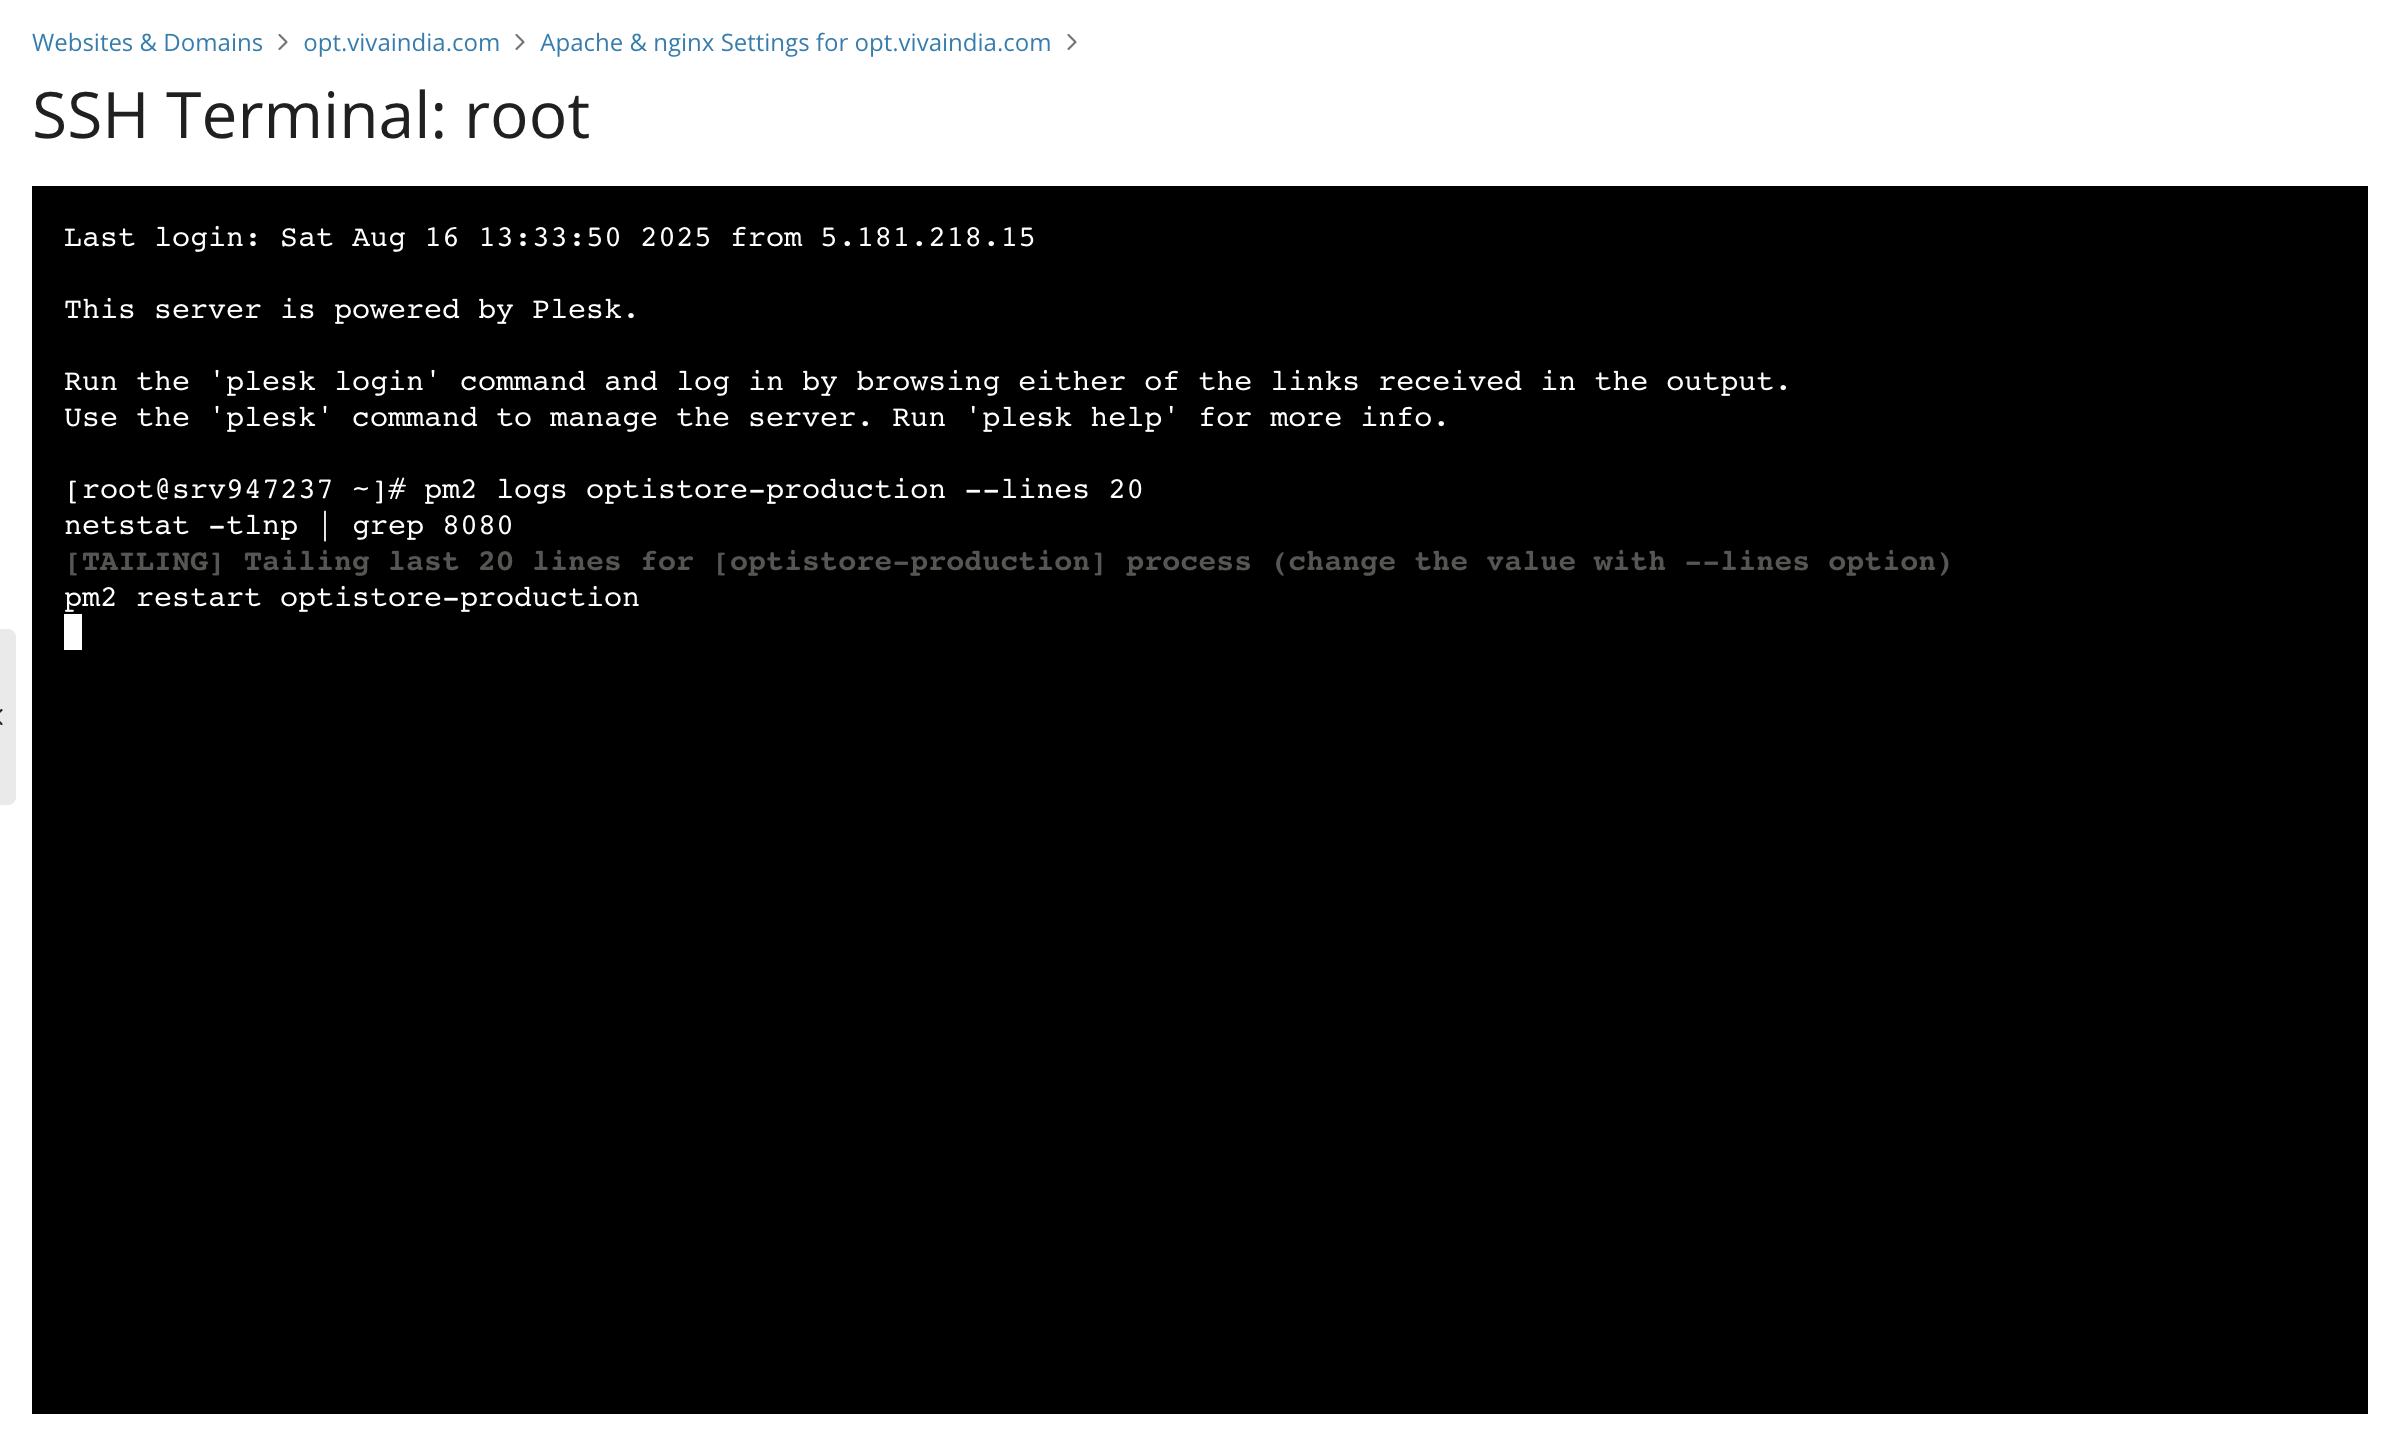 Websites & Domains > opt.vivaindia.com > Apache & nginx Settings for opt.vivaindia.com >
SSH Terminal: root
Last login: Sat Aug 16 13:33:50 2025 from 5.181.218.15
This server is powered by Plesk.
Run the 'plesk login' command and log in by browsing either of the links received in the output.
Use the 'plesk' command to manage the server. Run 'plesk help' for more info.
[root@srv947237 ~]# pm2 logs optistore-production --lines 20
netstat -tlnp | grep 8080
[TAILING] Tailing last 20 lines for [optistore-production] process (change the value with --lines option)
pm2 restart optistore-production